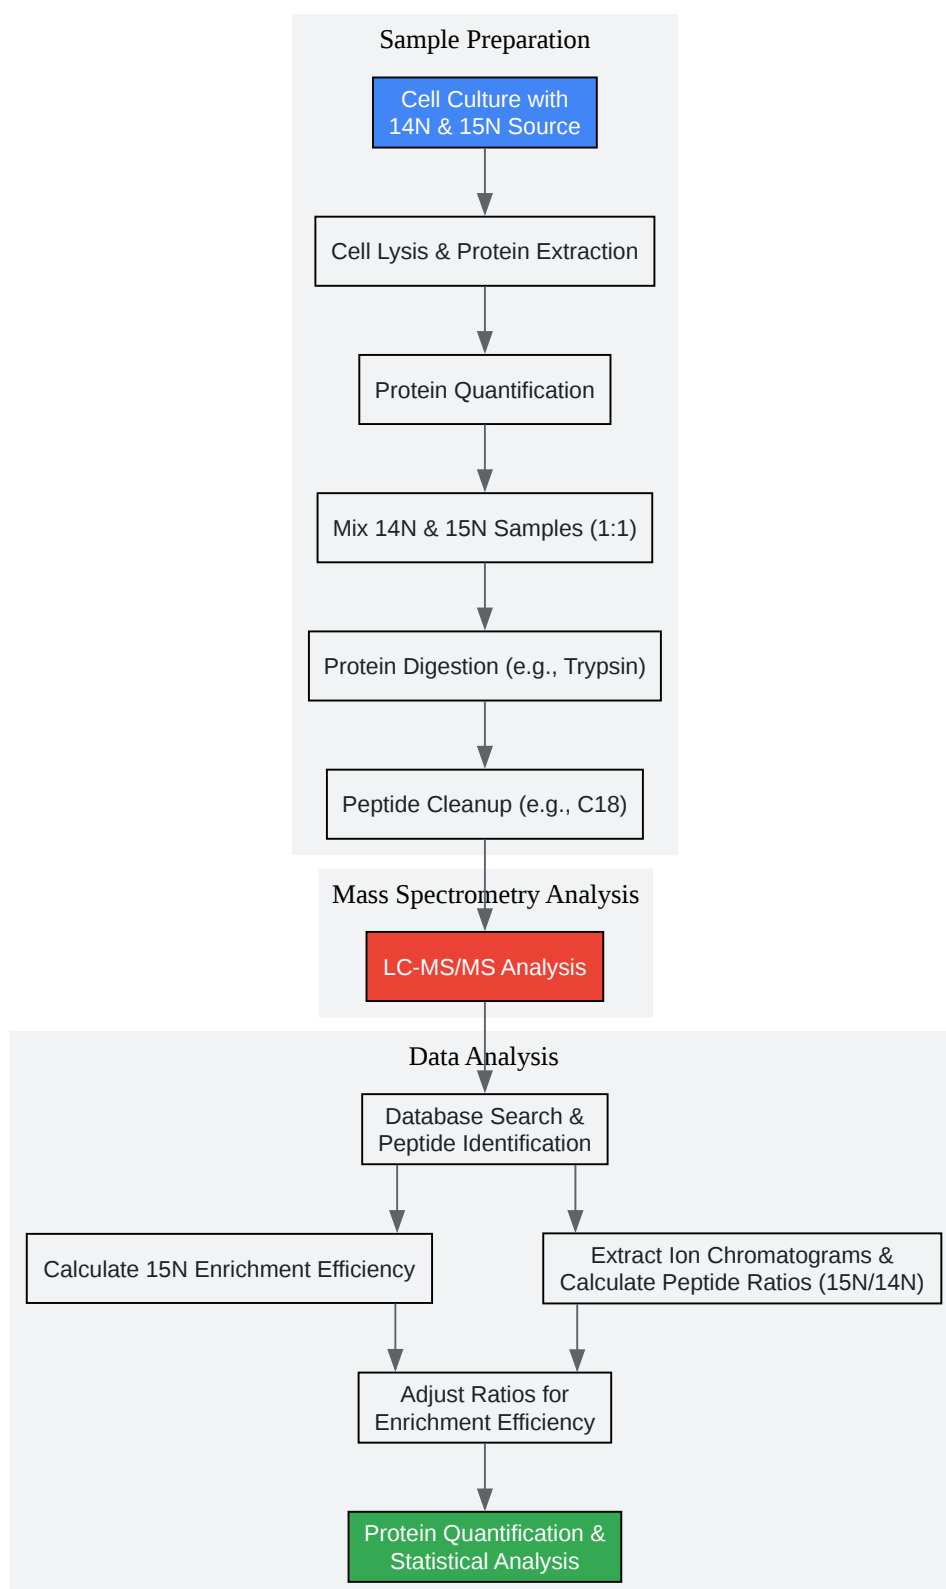 Sample Preparation
Cell Culture with
14N & 15N Source
Cell Lysis & Protein Extraction
Protein Quantification
Mix 14N & 15N Samples (1:1)
Protein Digestion (e.g., Trypsin)
Peptide Cleanup (e.g., C18)
Mass Spectrometry Analysis
LC-MS/MS Analysis
Data Analysis
Database Search &
Peptide Identification
Calculate 15N Enrichment Efficiency
Extract Ion Chromatograms &
Calculate Peptide Ratios (15N/14N)
Adjust Ratios for
Enrichment Efficiency
Protein Quantification &
Statistical Analysis